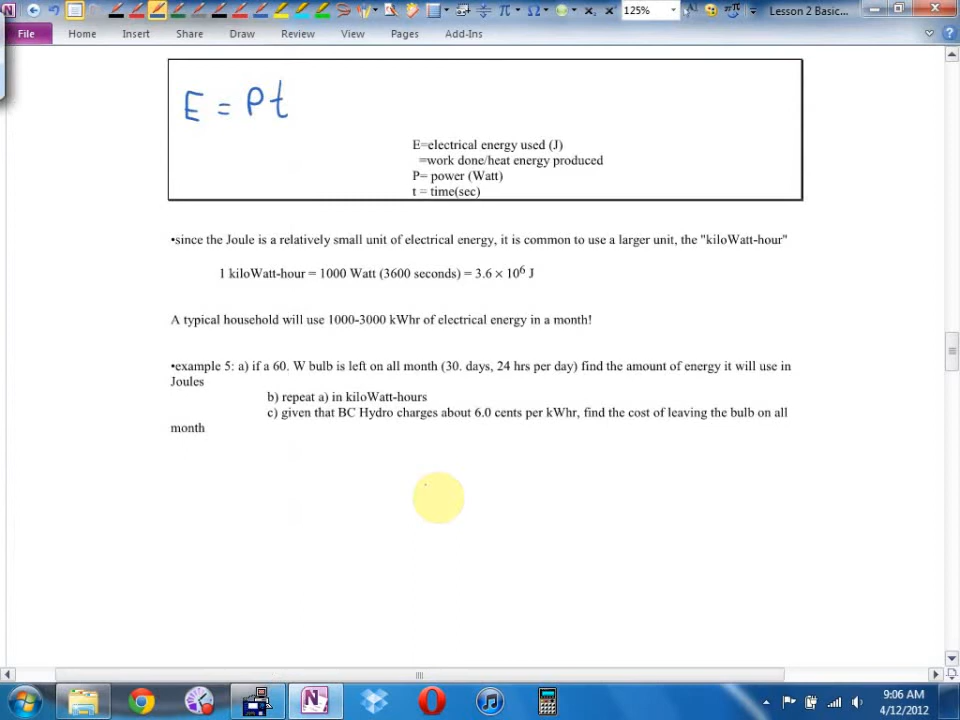 125%
Lesson 2 Basic...
File Home Insert Share Draw Review View Pages Add-Ins
E = Pt
E=electrical energy used (J)
=work done/heat energy produced
P= power (Watt)
t = time(sec)
•since the Joule is a relatively small unit of electrical energy, it is common to use a larger unit, the "kiloWatt-hour"
1 kiloWatt-hour = 1000 Watt (3600 seconds) = 3.6 × 10⁶ J
A typical household will use 1000-3000 kWhr of electrical energy in a month!
•example 5: a) if a 60. W bulb is left on all month (30. days, 24 hrs per day) find the amount of energy it will use in
Joules
b) repeat a) in kiloWatt-hours
c) given that BC Hydro charges about 6.0 cents per kWhr, find the cost of leaving the bulb on all
month
9:06 AM
4/12/2012